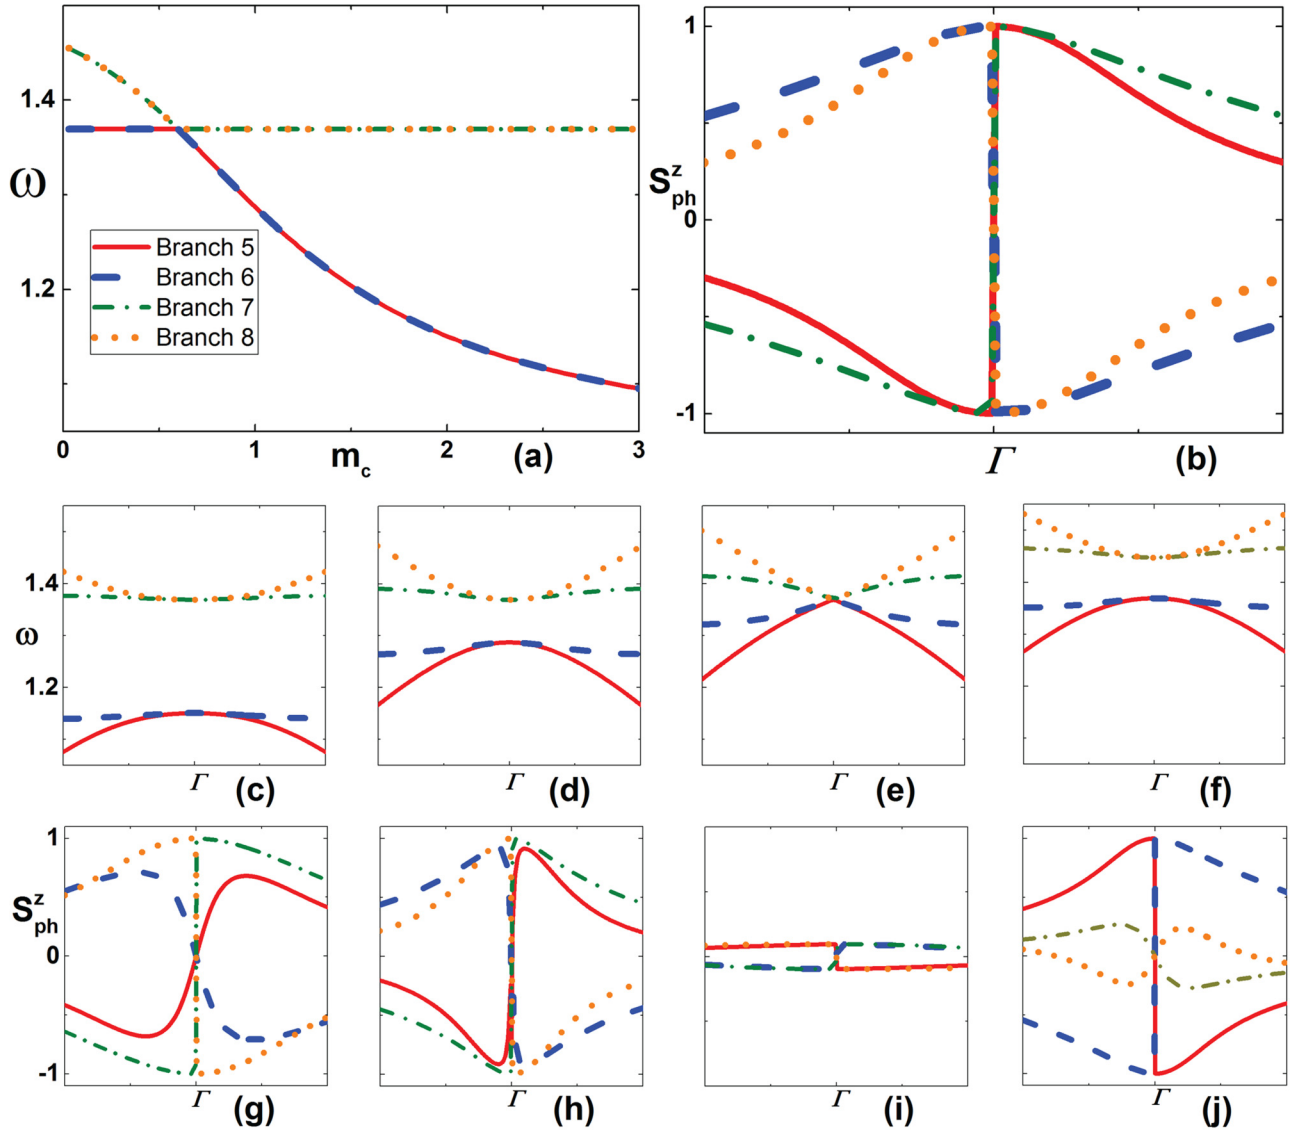 1.4
ω
1.2
Branch 5
Branch 6
Branch 7
Branch 8
0
1
m_c
2
(a)
3
1
S^z_ph
0
-1
Γ
(b)
1.4
ω
1.2
Γ
(c)
Γ
(d)
Γ
(e)
Γ
(f)
1
S^z_ph
0
-1
Γ
(g)
Γ
(h)
Γ
(i)
Γ
(j)